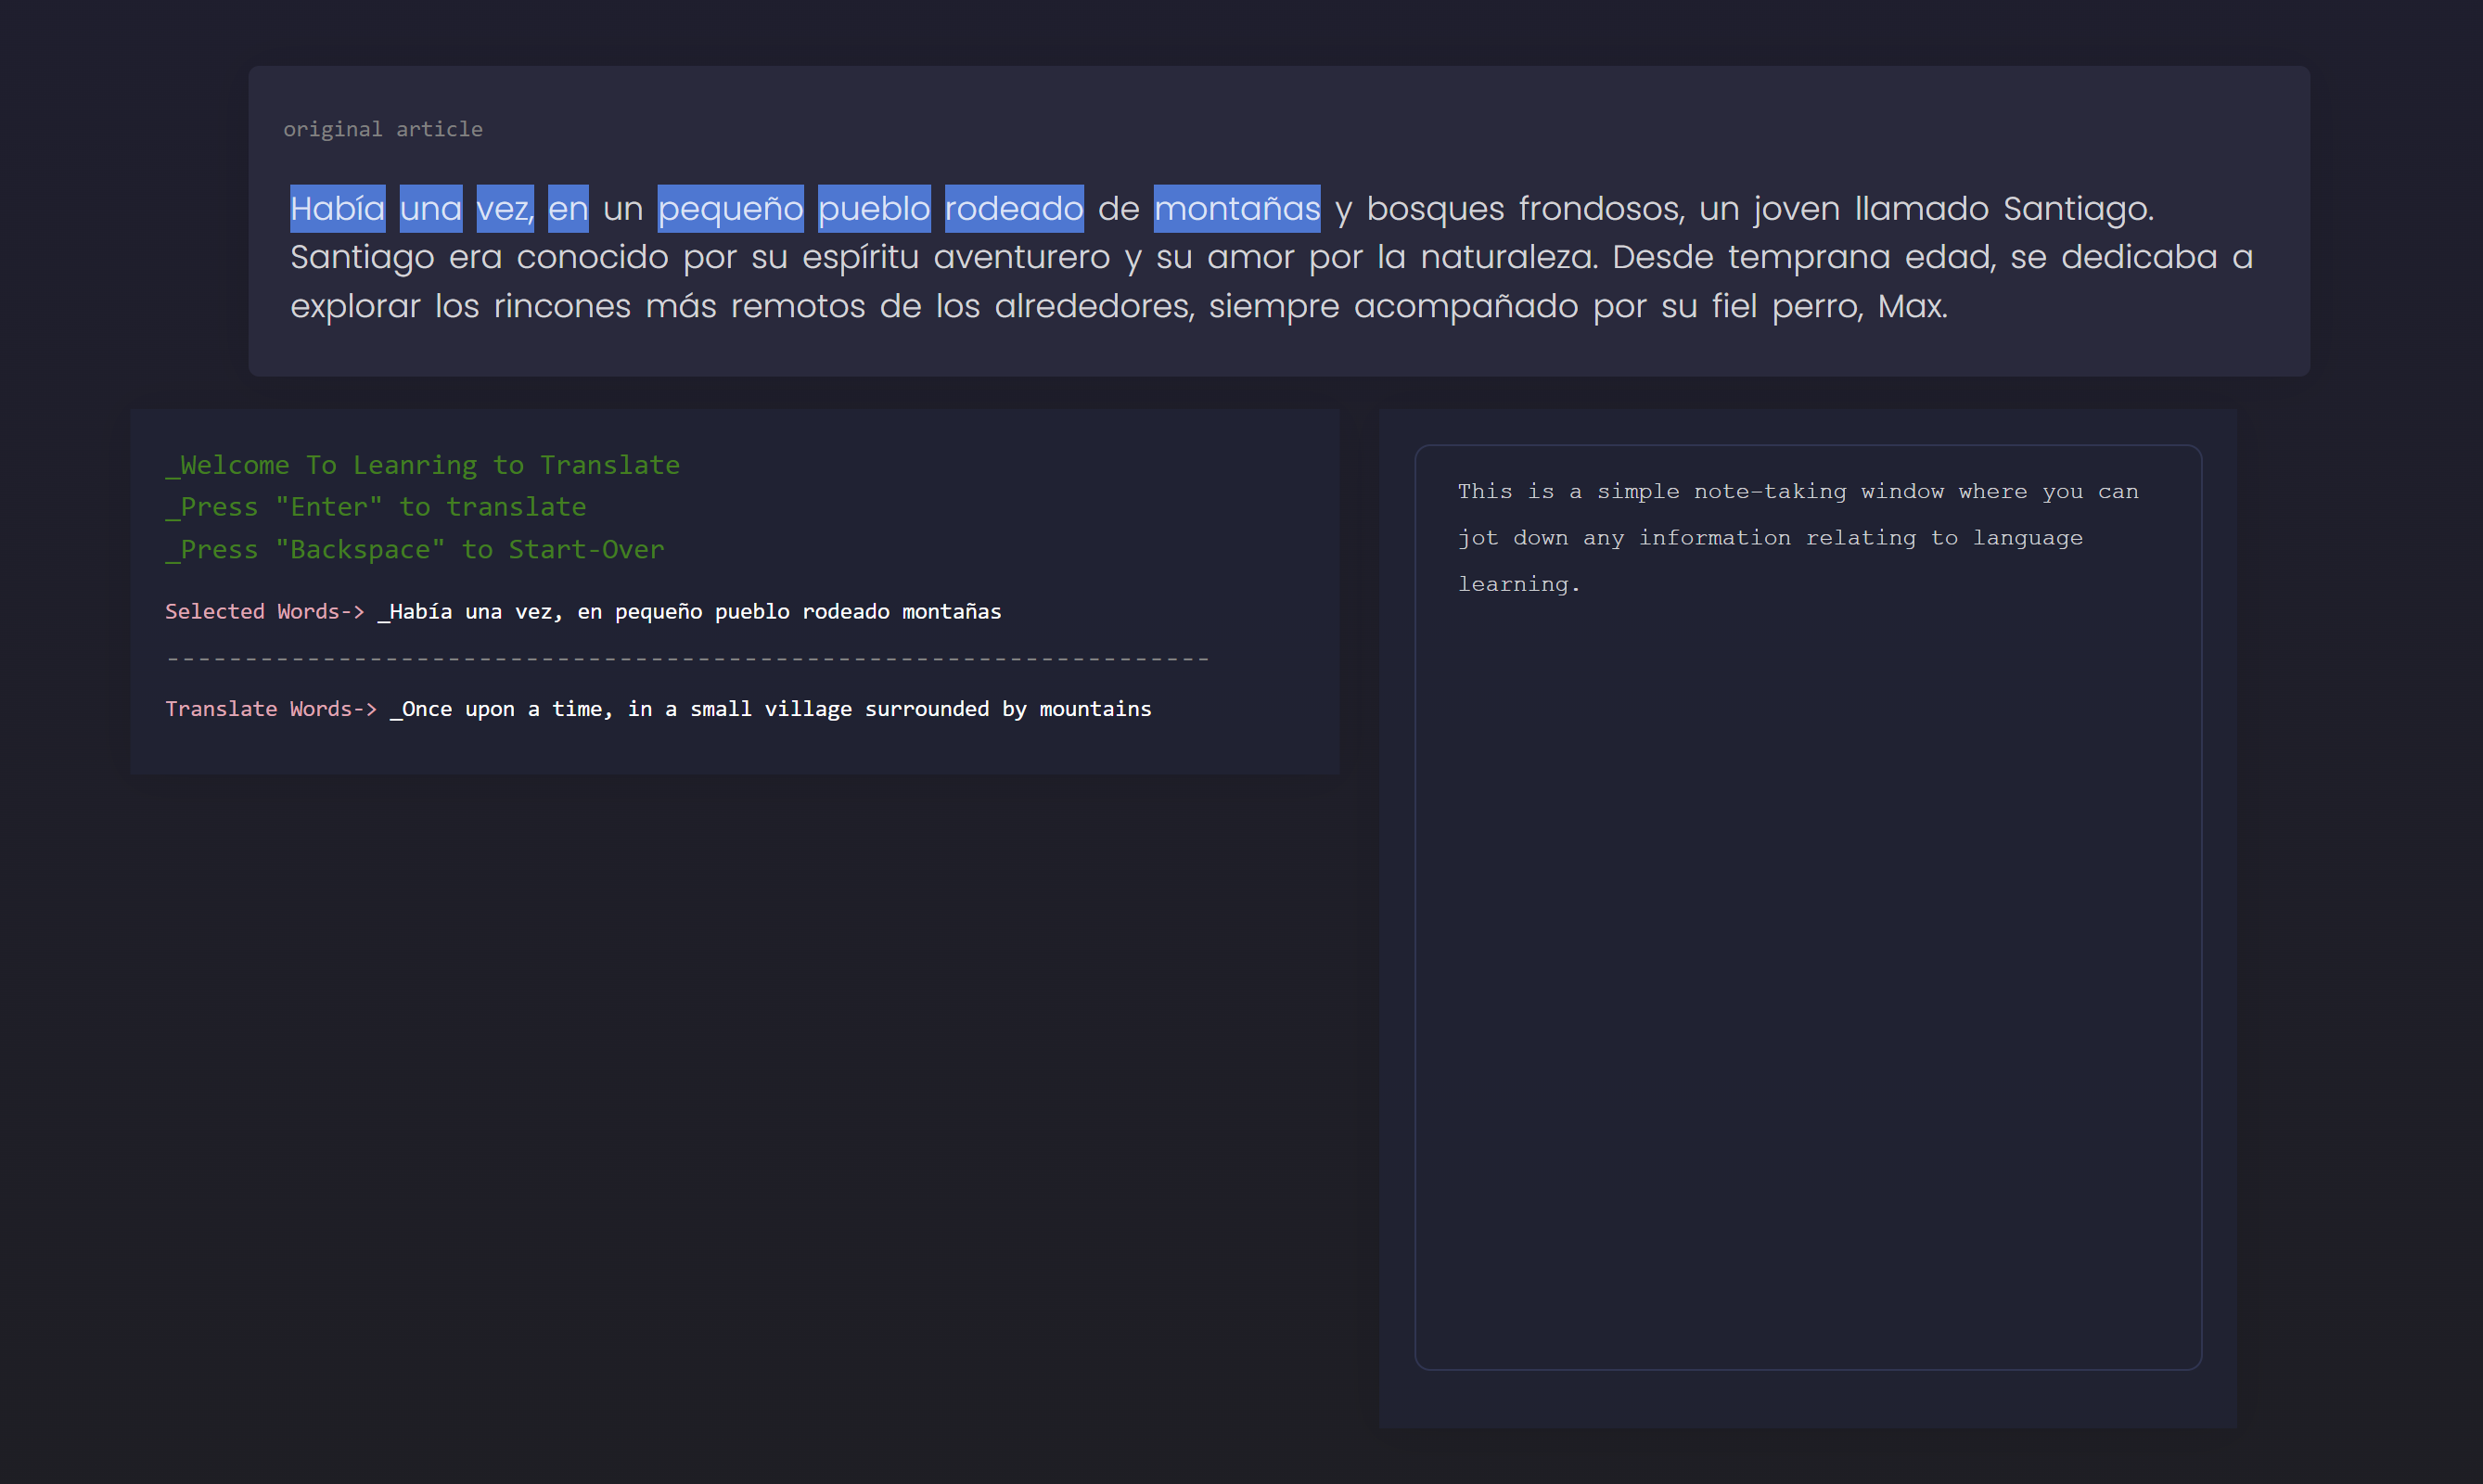 original article
Había una vez, en un pequeño pueblo rodeado de montañas y bosques frondosos, un joven llamado Santiago.
Santiago era conocido por su espíritu aventurero y su amor por la naturaleza. Desde temprana edad, se dedicaba a
explorar los rincones más remotos de los alrededores, siempre acompañado por su fiel perro, Max.
_Welcome To Leanring to Translate
_Press "Enter" to translate
_Press "Backspace" to Start-Over
Selected Words-> _Había una vez, en pequeño pueblo rodeado montañas
-------------------------------------------------------------------
Translate Words-> _Once upon a time, in a small village surrounded by mountains
This is a simple note-taking window where you can
jot down any information relating to language
learning.